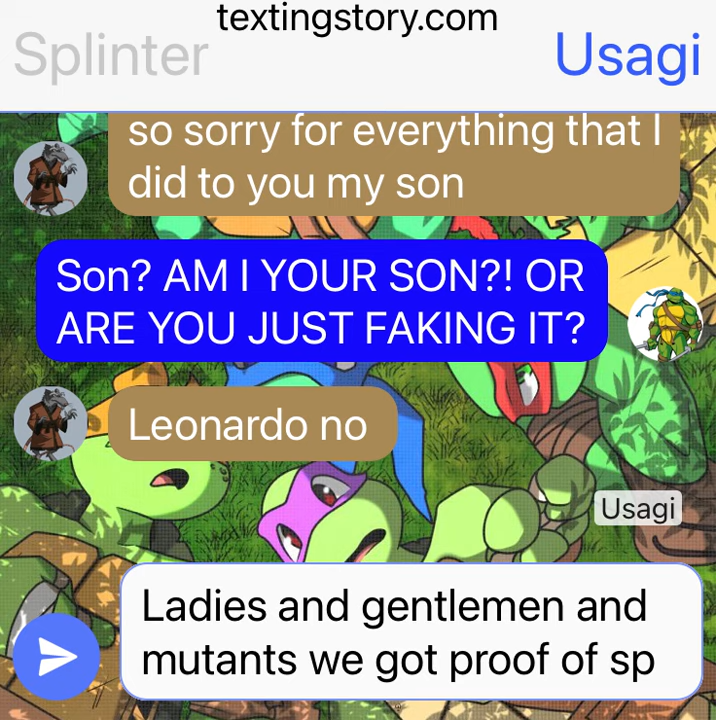 textingstory.com
Splinter
Usagi
so sorry for everything that I
did to you my son
Son? AM I YOUR SON?! OR
ARE YOU JUST FAKING IT?
Leonardo no
Usagi
Ladies and gentlemen and
mutants we got proof of sp